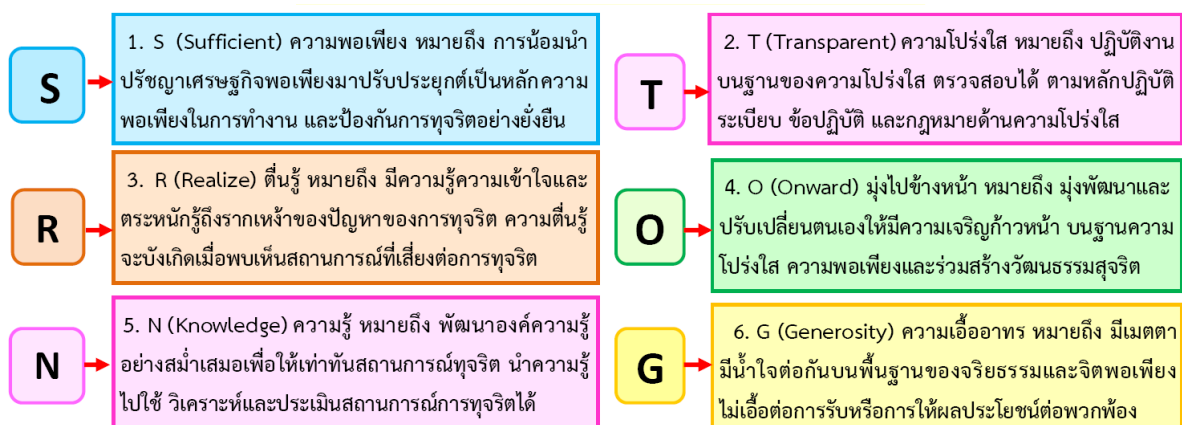 S
1. S (Sufficient) ความพอเพียง หมายถึง การน้อมนำ
ปรัชญาเศรษฐกิจพอเพียงมาปรับประยุกต์เป็นหลักความ
พอเพียงในการทำงาน และป้องกันการทุจริตอย่างยั่งยืน
T
2. T (Transparent) ความโปร่งใส หมายถึง ปฏิบัติงาน
บนฐานของความโปร่งใส ตรวจสอบได้ ตามหลักปฏิบัติ
ระเบียบ ข้อปฏิบัติ และกฎหมายด้านความโปร่งใส
R
3. R (Realize) ตื่นรู้ หมายถึง มีความรู้ความเข้าใจและ
ตระหนักรู้ถึงรากเหง้าของปัญหาของการทุจริต ความตื่นรู้
จะบังเกิดเมื่อพบเห็นสถานการณ์ที่เสี่ยงต่อการทุจริต
O
4. O (Onward) มุ่งไปข้างหน้า หมายถึง มุ่งพัฒนาและ
ปรับเปลี่ยนตนเองให้มีความเจริญก้าวหน้า บนฐานความ
โปร่งใส ความพอเพียงและร่วมสร้างวัฒนธรรมสุจริต
N
5. N (Knowledge) ความรู้ หมายถึง พัฒนาองค์ความรู้
อย่างสม่ำเสมอเพื่อให้เท่าทันสถานการณ์ทุจริต นำความรู้
ไปใช้ วิเคราะห์และประเมินสถานการณ์การทุจริตได้
G
6. G (Generosity) ความเอื้ออาทร หมายถึง มีเมตตา
มีน้ำใจต่อกันบนพื้นฐานของจริยธรรมและจิตพอเพียง
ไม่เอื้อต่อการรับหรือการให้ผลประโยชน์ต่อพวกพ้อง